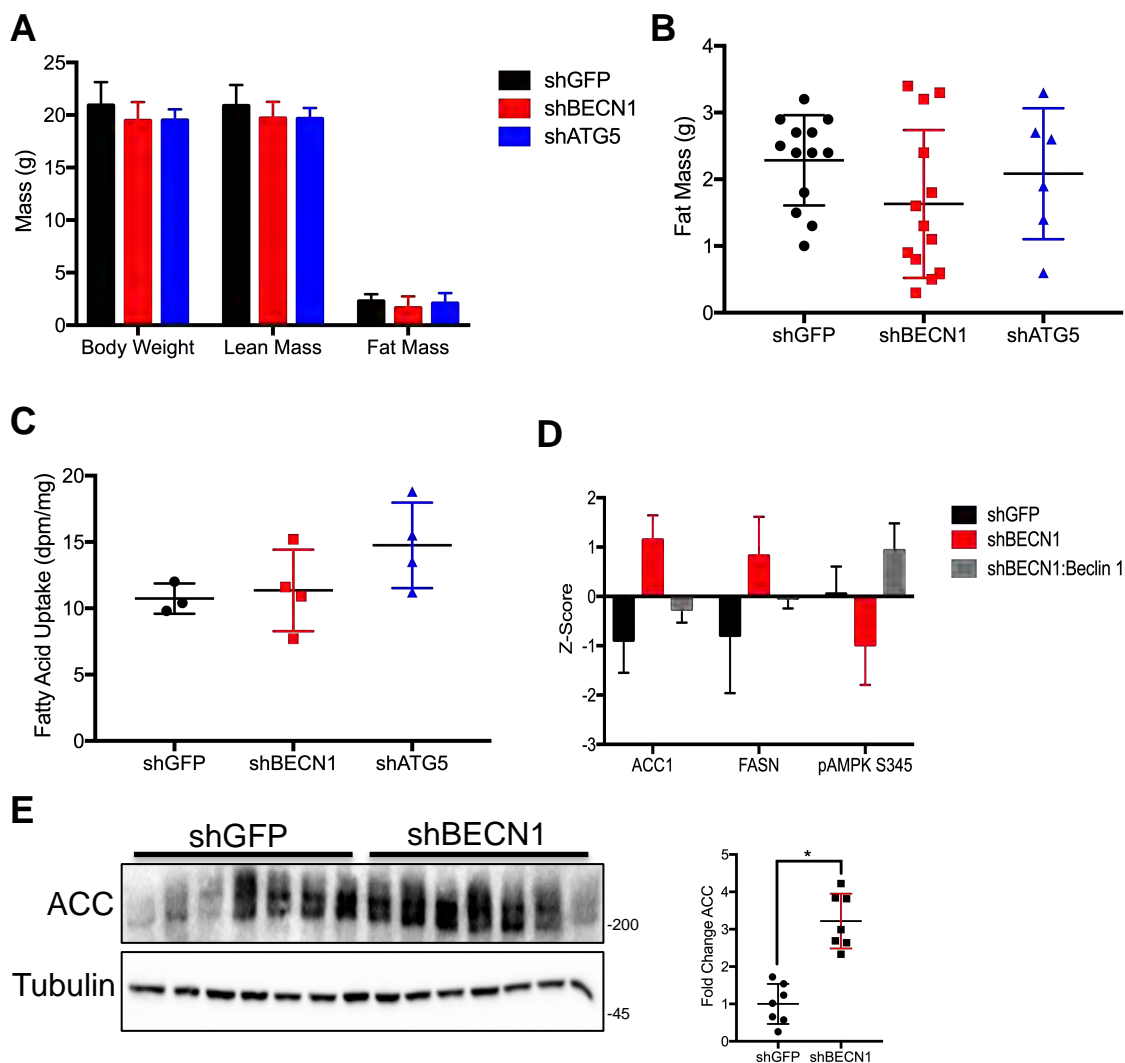 A
Mass (g)
25
20
15
10
5
0
Body Weight
Lean Mass
Fat Mass
shGFP
shBECN1
shATG5
B
Fat Mass (g)
4
3
2
1
0
shGFP
shBECN1
shATG5
C
Fatty Acid Uptake (dpm/mg)
20
15
10
5
0
shGFP
shBECN1
shATG5
D
Z-Score
2
1
0
-1
-2
-3
ACC1
FASN
pAMPK S345
shGFP
shBECN1
shBECN1:Beclin 1
E
shGFP
shBECN1
ACC
-200
Tubulin
-45
Fold Change ACC
5
4
3
2
1
0
*
shGFP
shBECN1